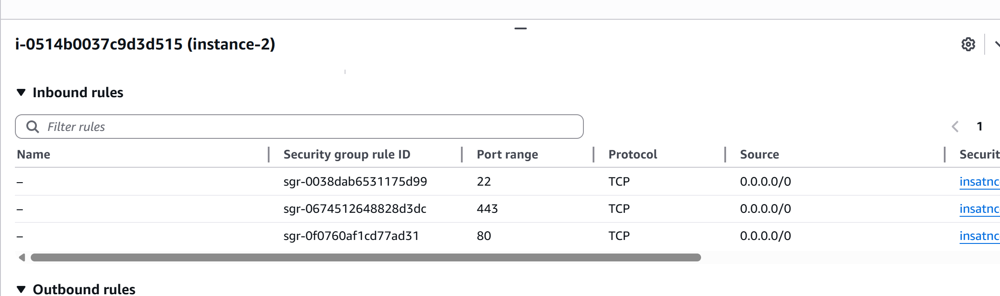 i-0514b0037c9d3d515 (instance-2)
Inbound rules
Filter rules
1
Name Security group rule ID Port range Protocol Source Securit
– sgr-0038dab6531175d99 22 TCP 0.0.0.0/0 insatnc
– sgr-0674512648828d3dc 443 TCP 0.0.0.0/0 insatnc
– sgr-0f0760af1cd77ad31 80 TCP 0.0.0.0/0 insatnc
Outbound rules